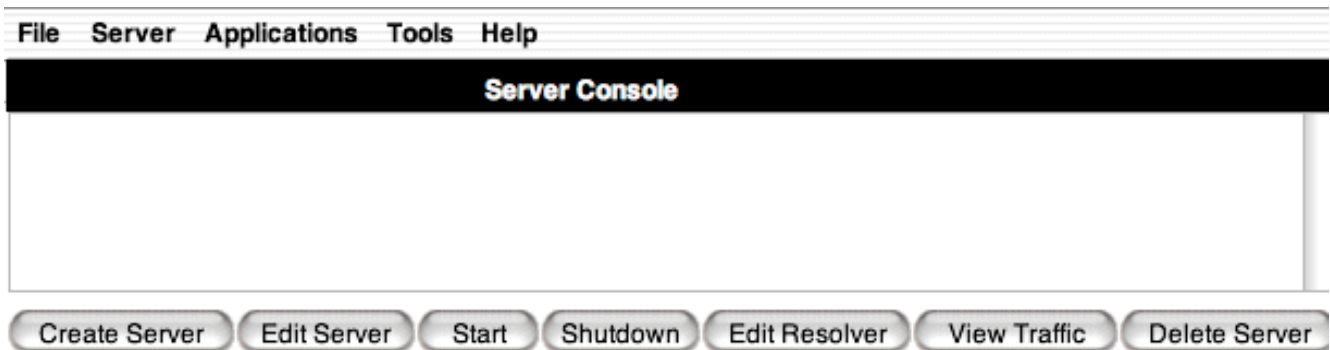 File Server Applications Tools Help
Server Console
Create Server Edit Server Start Shutdown Edit Resolver View Traffic Delete Server